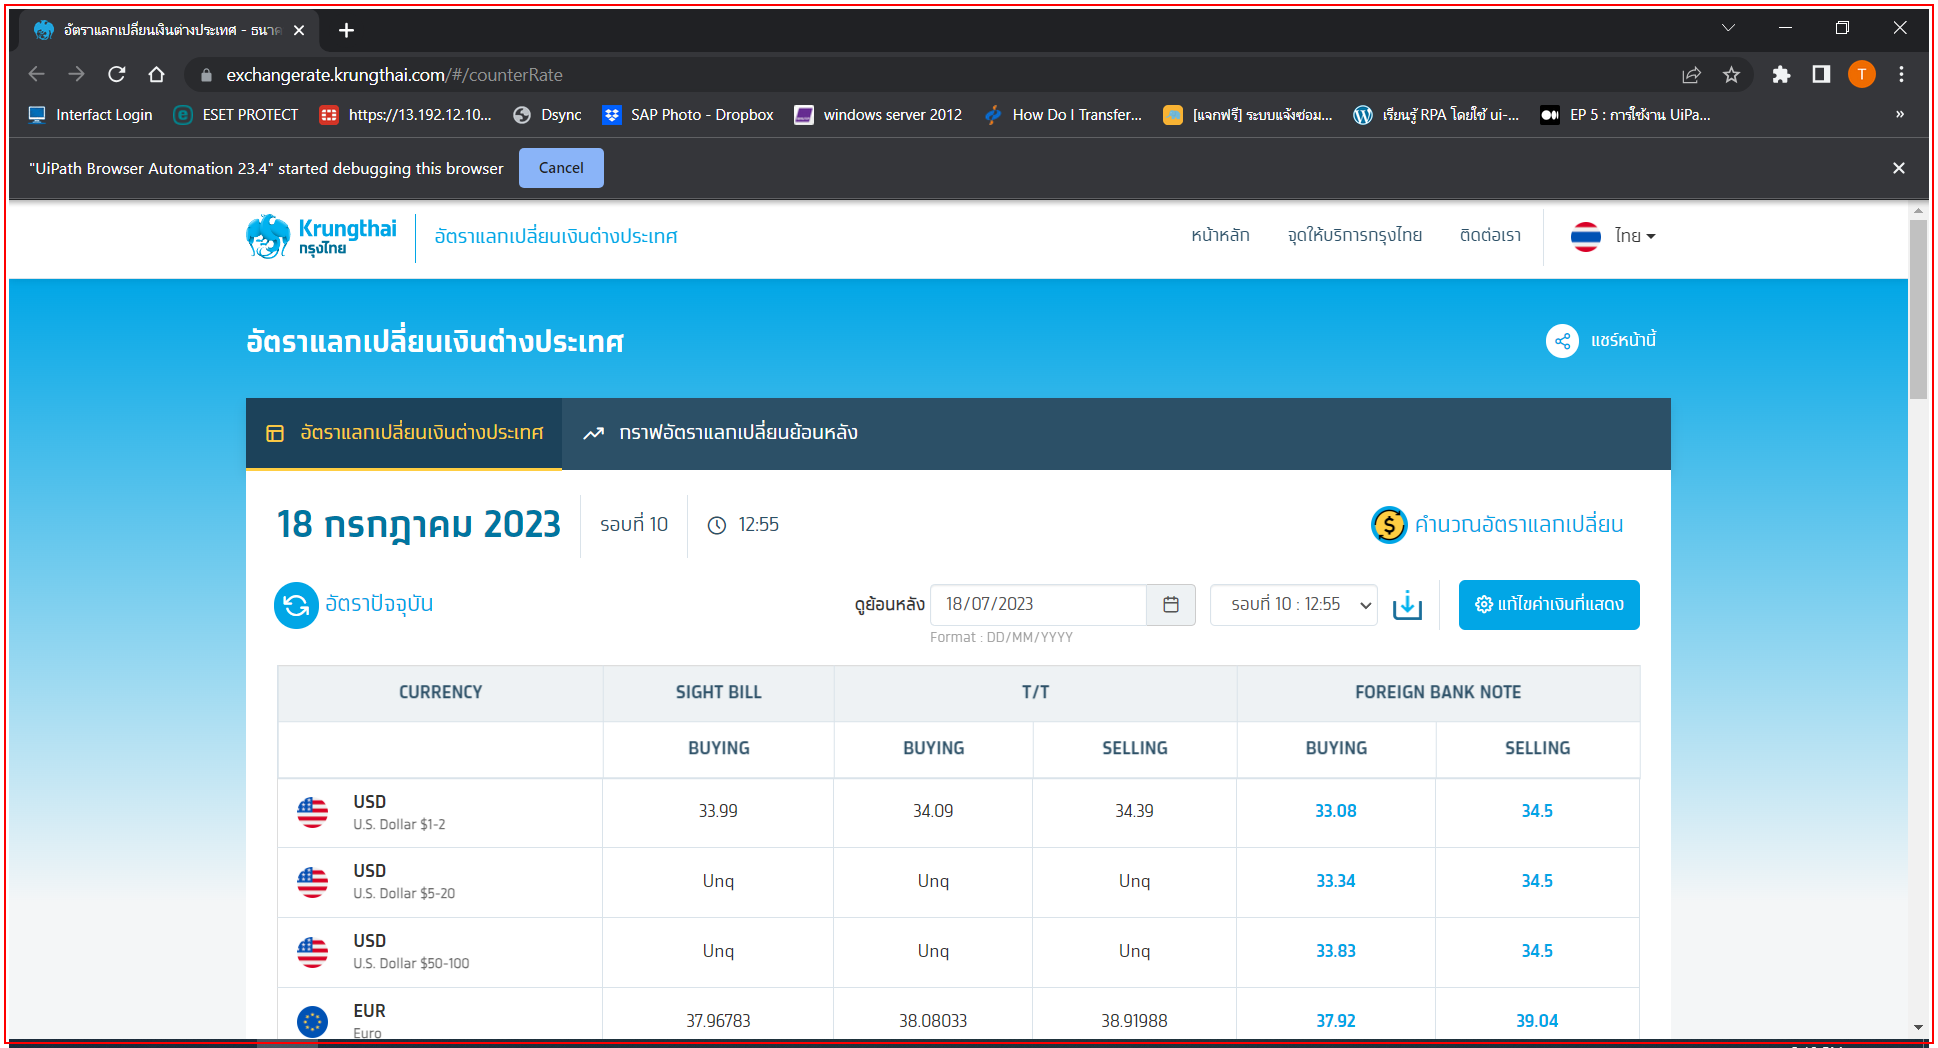 อัตราแลกเปลี่ยนเงินต่างประเทศ - ธนาค
exchangerate.krungthai.com/#/counterRate
T
Interfact Login ESET PROTECT https://13.192.12.10... Dsync SAP Photo - Dropbox windows server 2012 How Do I Transfer... [แจกฟรี] ระบบแจ้งซ่อม... เรียนรู้ RPA โดยใช้ ui-... EP 5 : การใช้งาน UiPa... »
"UiPath Browser Automation 23.4" started debugging this browser Cancel
Krungthai
กรุงไทย
อัตราแลกเปลี่ยนเงินต่างประเทศ
หน้าหลัก จุดให้บริการกรุงไทย ติดต่อเรา ไทย
อัตราแลกเปลี่ยนเงินต่างประเทศ แชร์หน้านี้
อัตราแลกเปลี่ยนเงินต่างประเทศ กราฟอัตราแลกเปลี่ยนย้อนหลัง
18 กรกฎาคม 2023 รอบที่ 10 12:55 คำนวณอัตราแลกเปลี่ยน
อัตราปัจจุบัน ดูย้อนหลัง 18/07/2023 รอบที่ 10 : 12:55 แก้ไขค่าเงินที่แสดง
Format : DD/MM/YYYY
CURRENCY SIGHT BILL T/T FOREIGN BANK NOTE
BUYING BUYING SELLING BUYING SELLING
USD
U.S. Dollar $1-2
33.99 34.09 34.39 33.08 34.5
USD
U.S. Dollar $5-20
Unq Unq Unq 33.34 34.5
USD
U.S. Dollar $50-100
Unq Unq Unq 33.83 34.5
EUR
Euro
37.96783 38.08033 38.91988 37.92 39.04